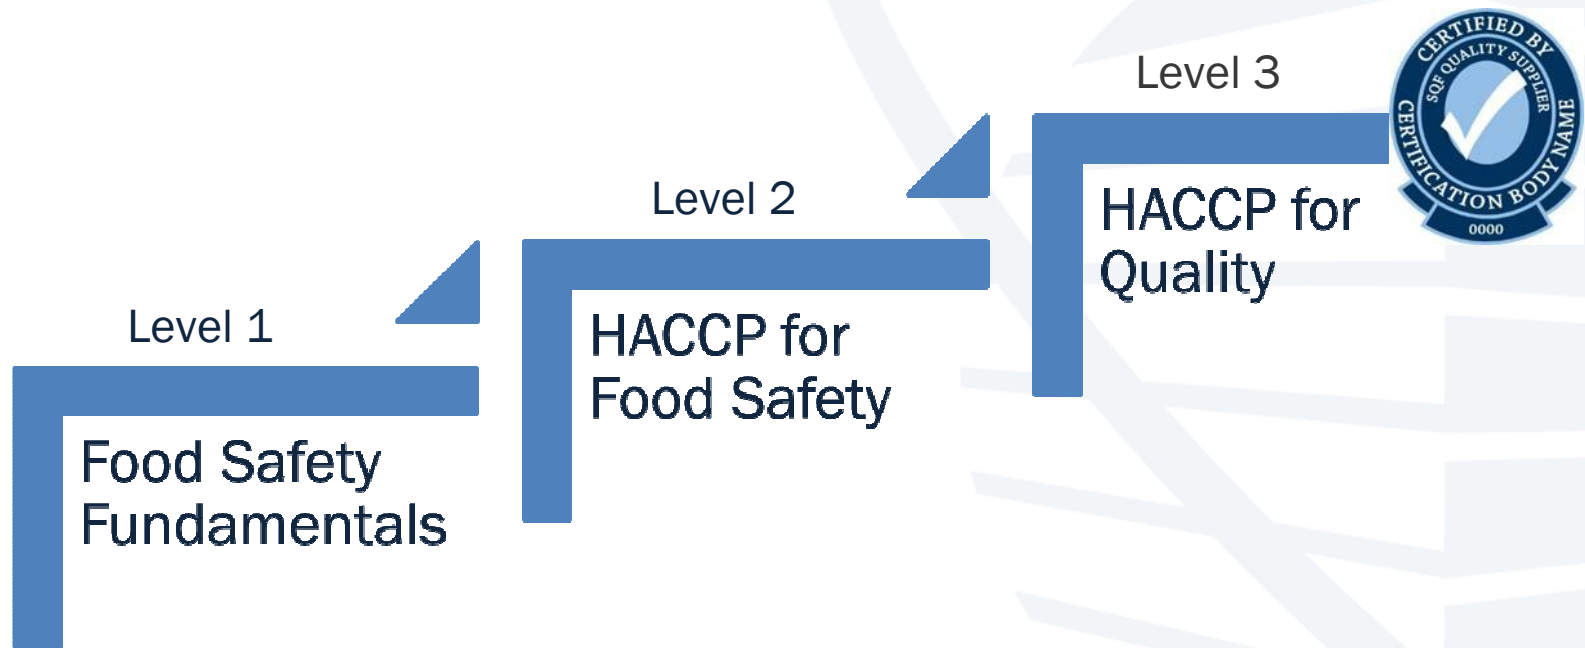 Level 1
Food Safety
Fundamentals
Level 2
HACCP for
Food Safety
Level 3
HACCP for
Quality
CERTIFIED BY
SQF QUALITY SUPPLIER
CERTIFICATION BODY NAME
0000